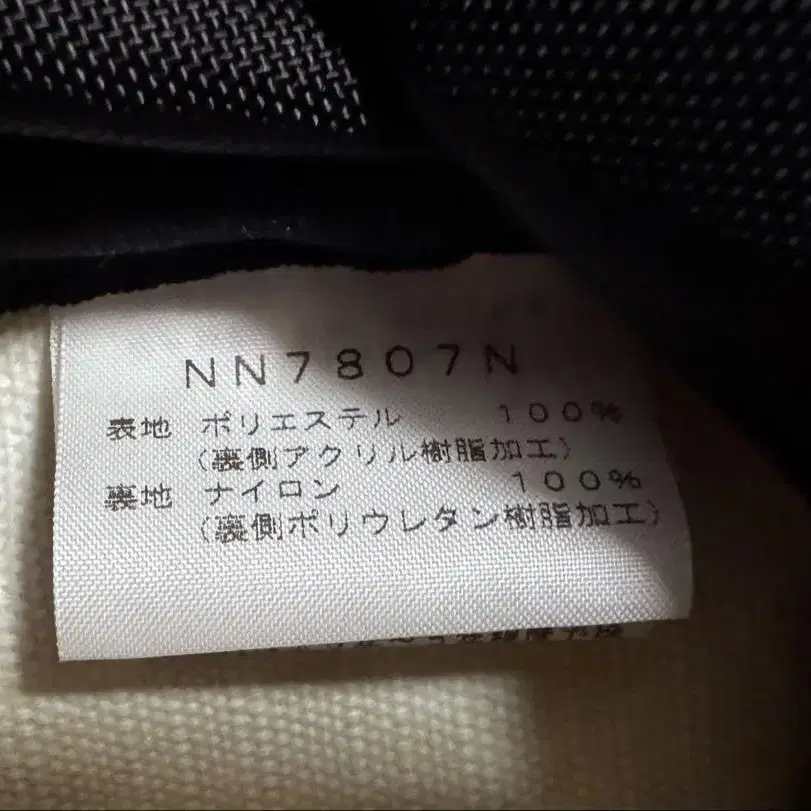 NN7807N
表地 ポリエステル 100%
(裏側アクリル樹脂加工)
裏地 ナイロン 100%
(裏側ポリウレタン樹脂加工)